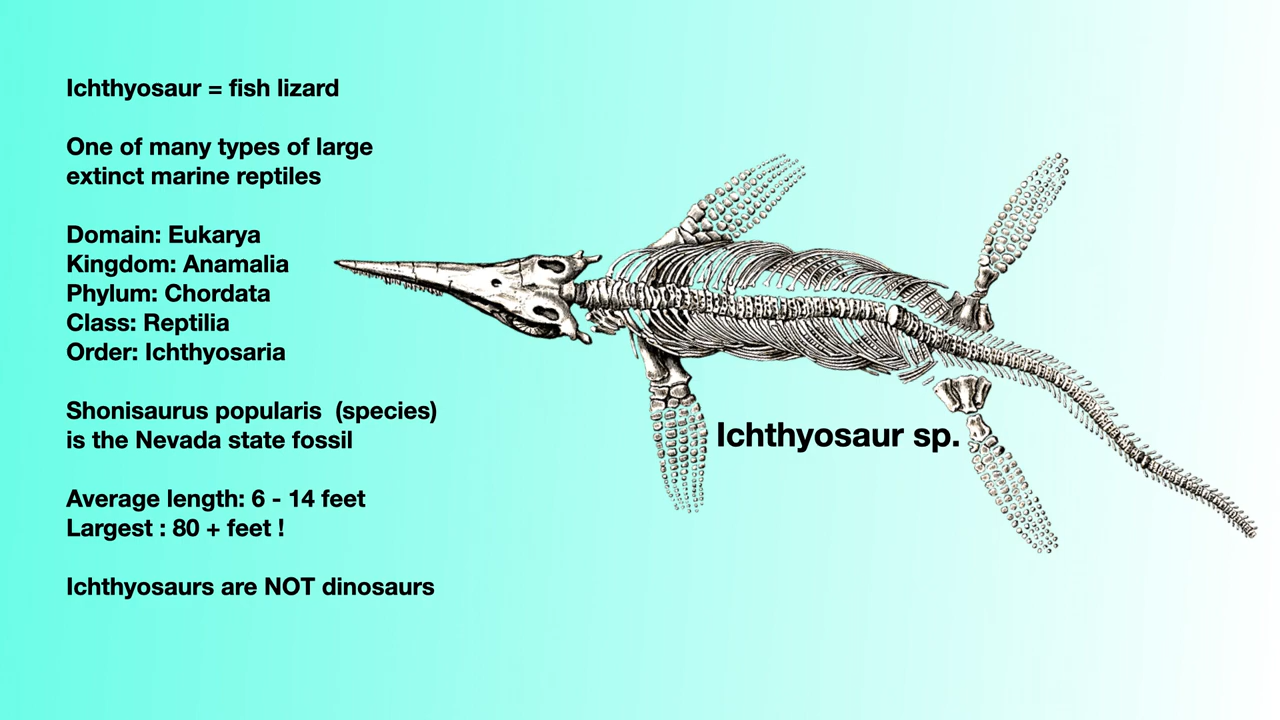 Ichthyosaur = fish lizard
One of many types of large
extinct marine reptiles
Domain: Eukarya
Kingdom: Anamalia
Phylum: Chordata
Class: Reptilia
Order: Ichthyosaria
Shonisaurus popularis  (species)
is the Nevada state fossil
Average length: 6 - 14 feet
Largest : 80 + feet !
Ichthyosaurs are NOT dinosaurs
Ichthyosaur sp.